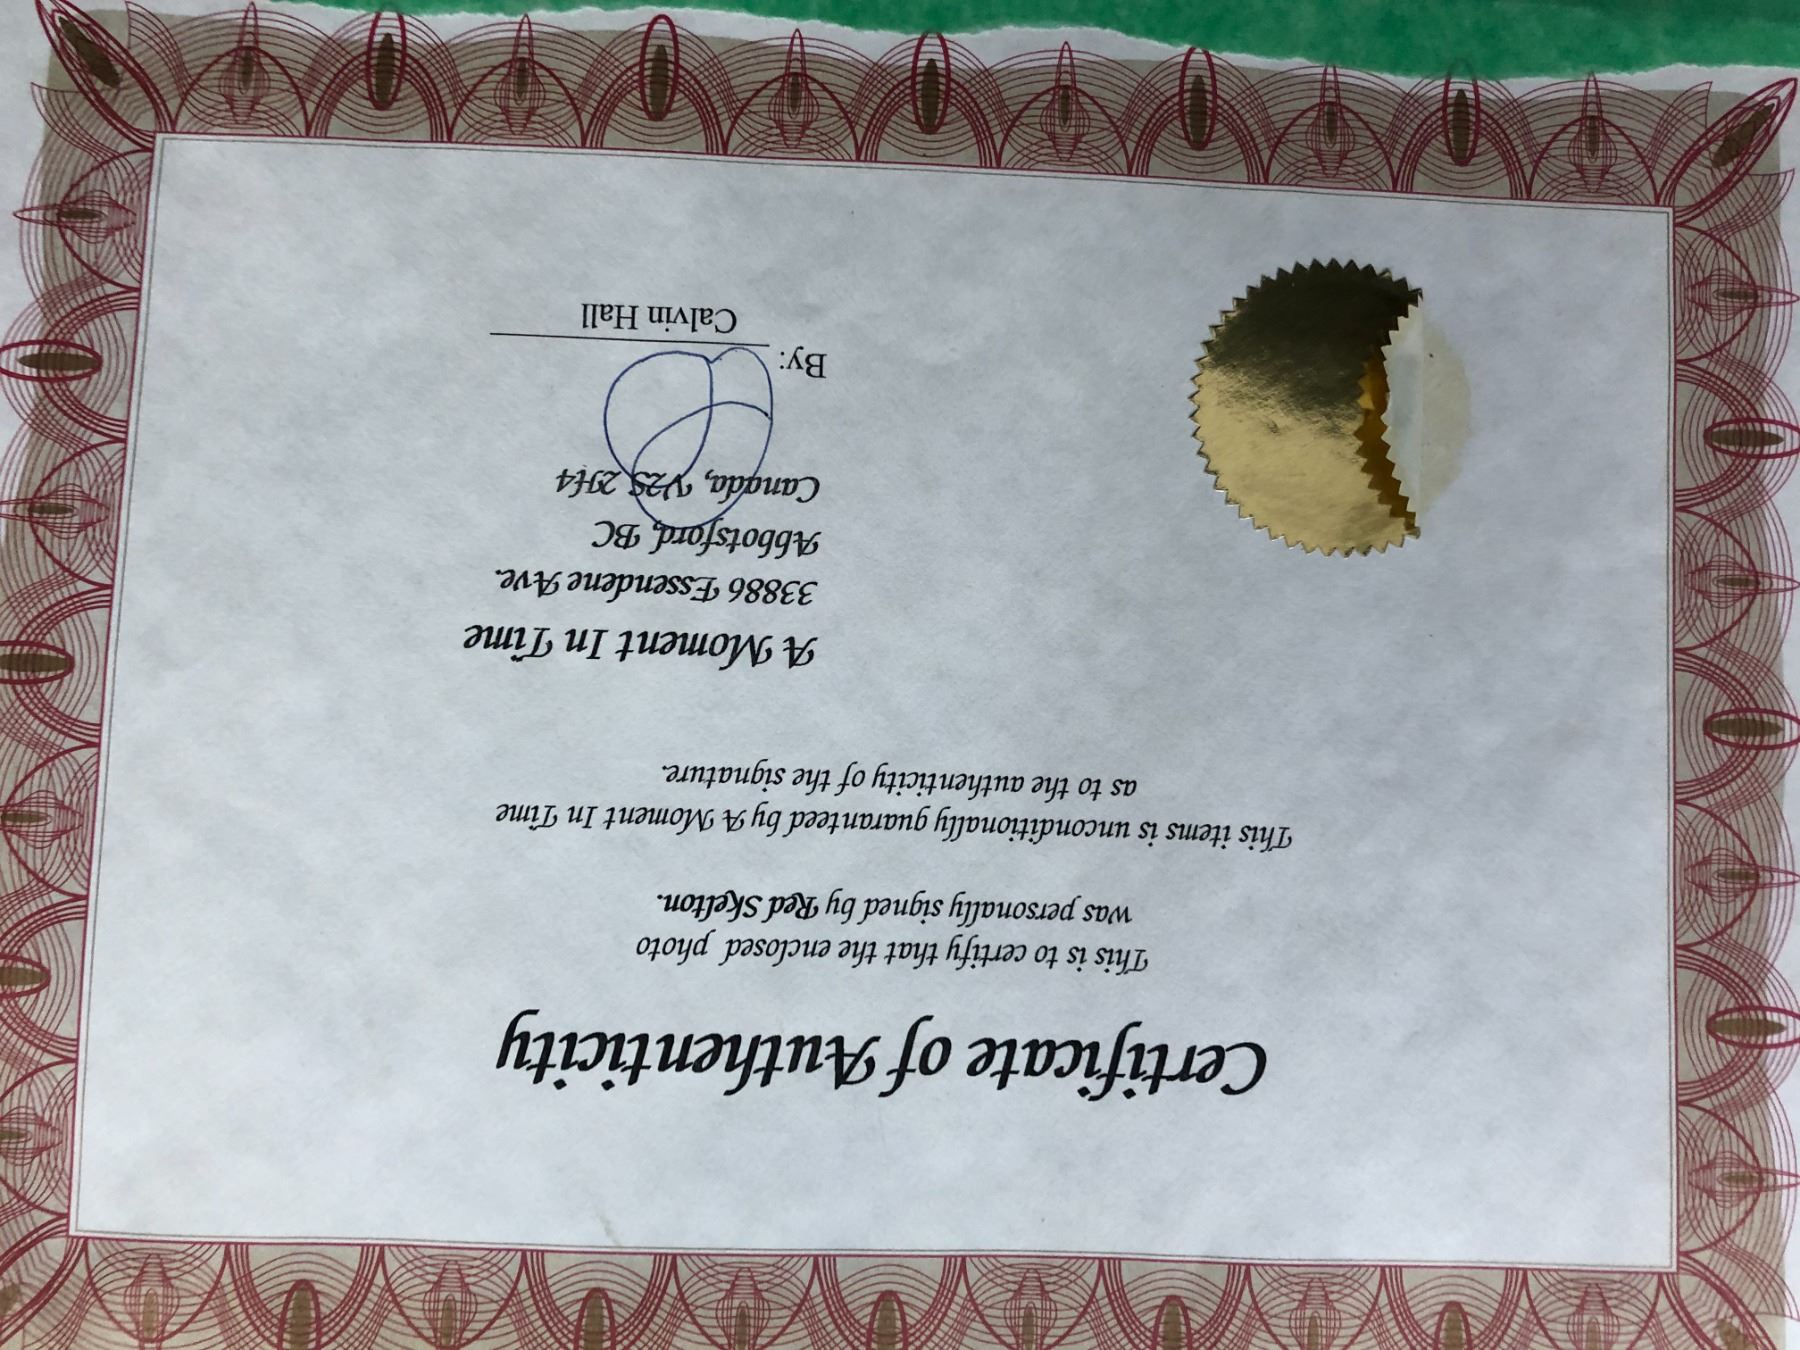 Certificate of Authenticity
This is to certify that the enclosed photo
was personally signed by Red Skelton.
This items is unconditionally guaranteed by A Moment In Time
as to the authenticity of the signature.
A Moment In Time
33886 Essendene Ave.
Abbotsford, BC
Canada, V2S 2H4
By:
Calvin Hall